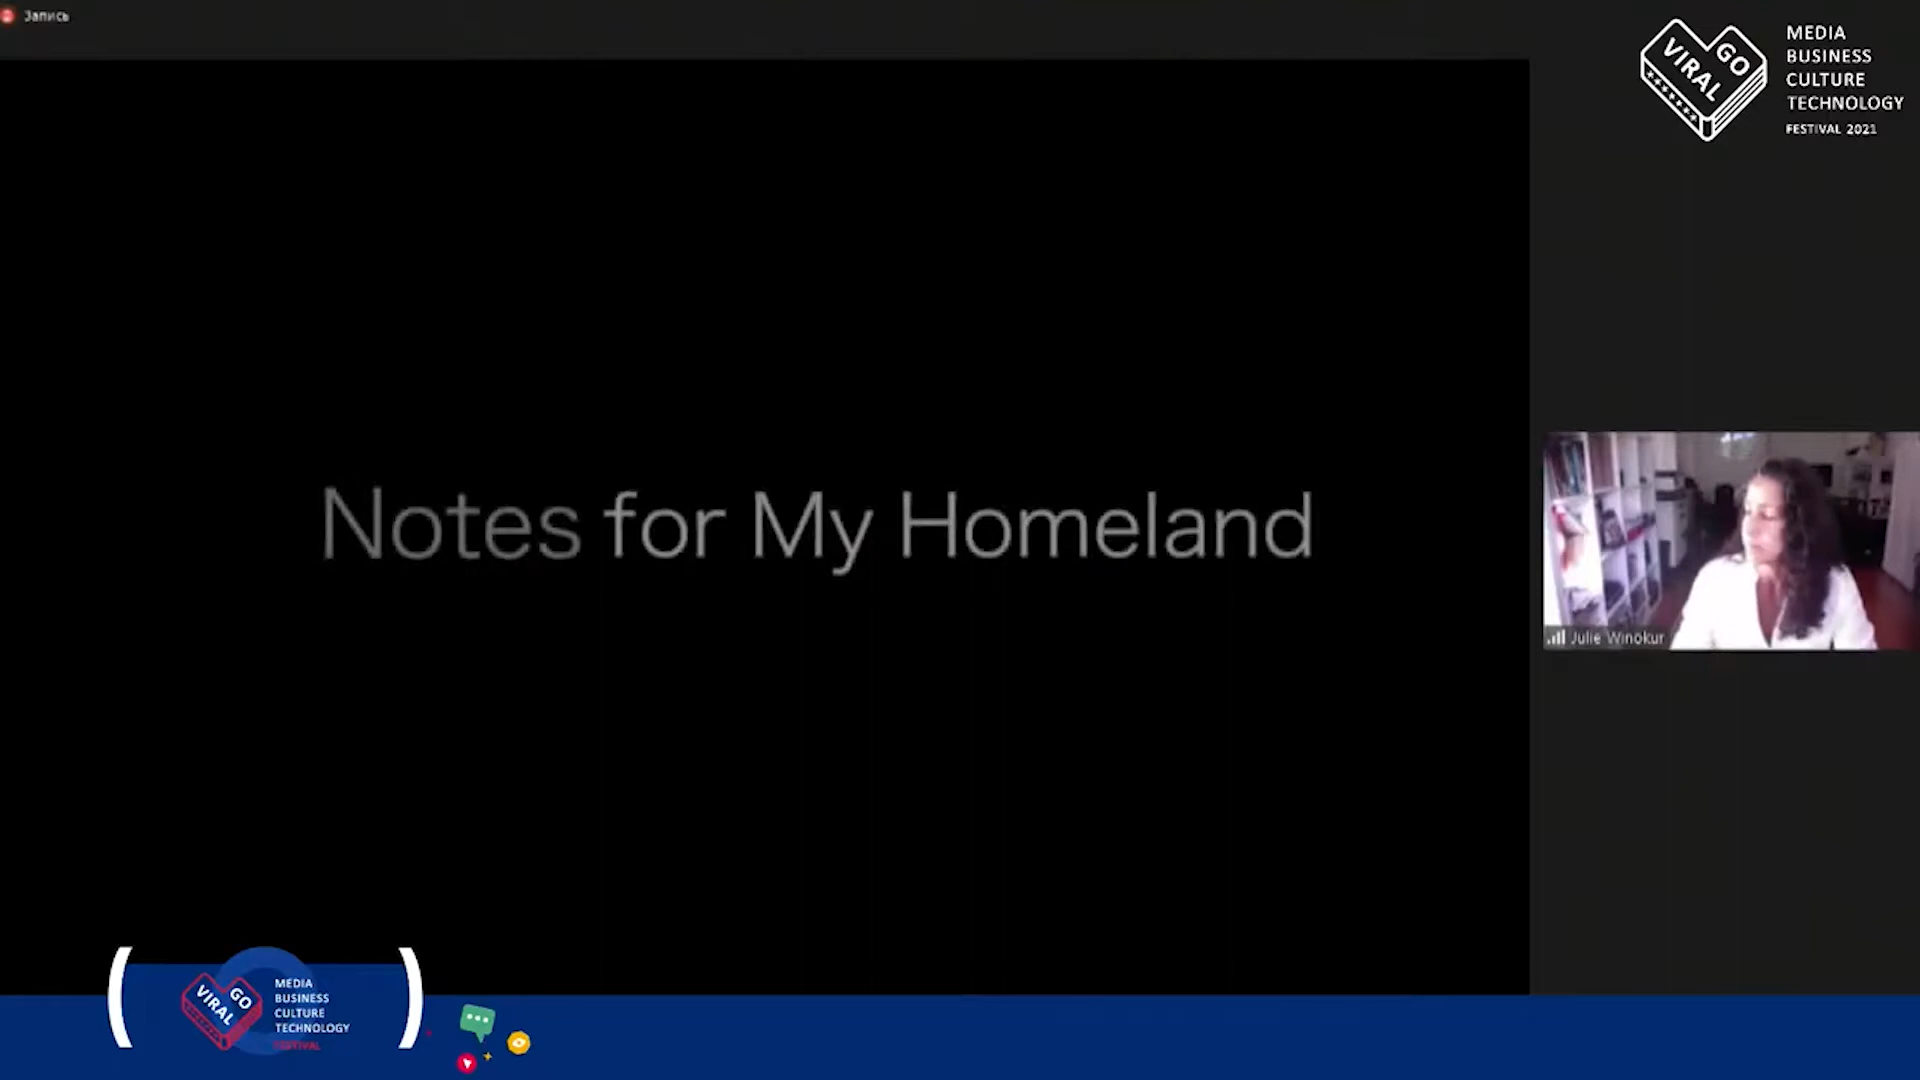 Запись
GO
VIRAL
MEDIA
BUSINESS
CULTURE
TECHNOLOGY
FESTIVAL 2021
Notes for My Homeland
Julie Winokur
GO
VIRAL
MEDIA
BUSINESS
CULTURE
TECHNOLOGY
FESTIVAL